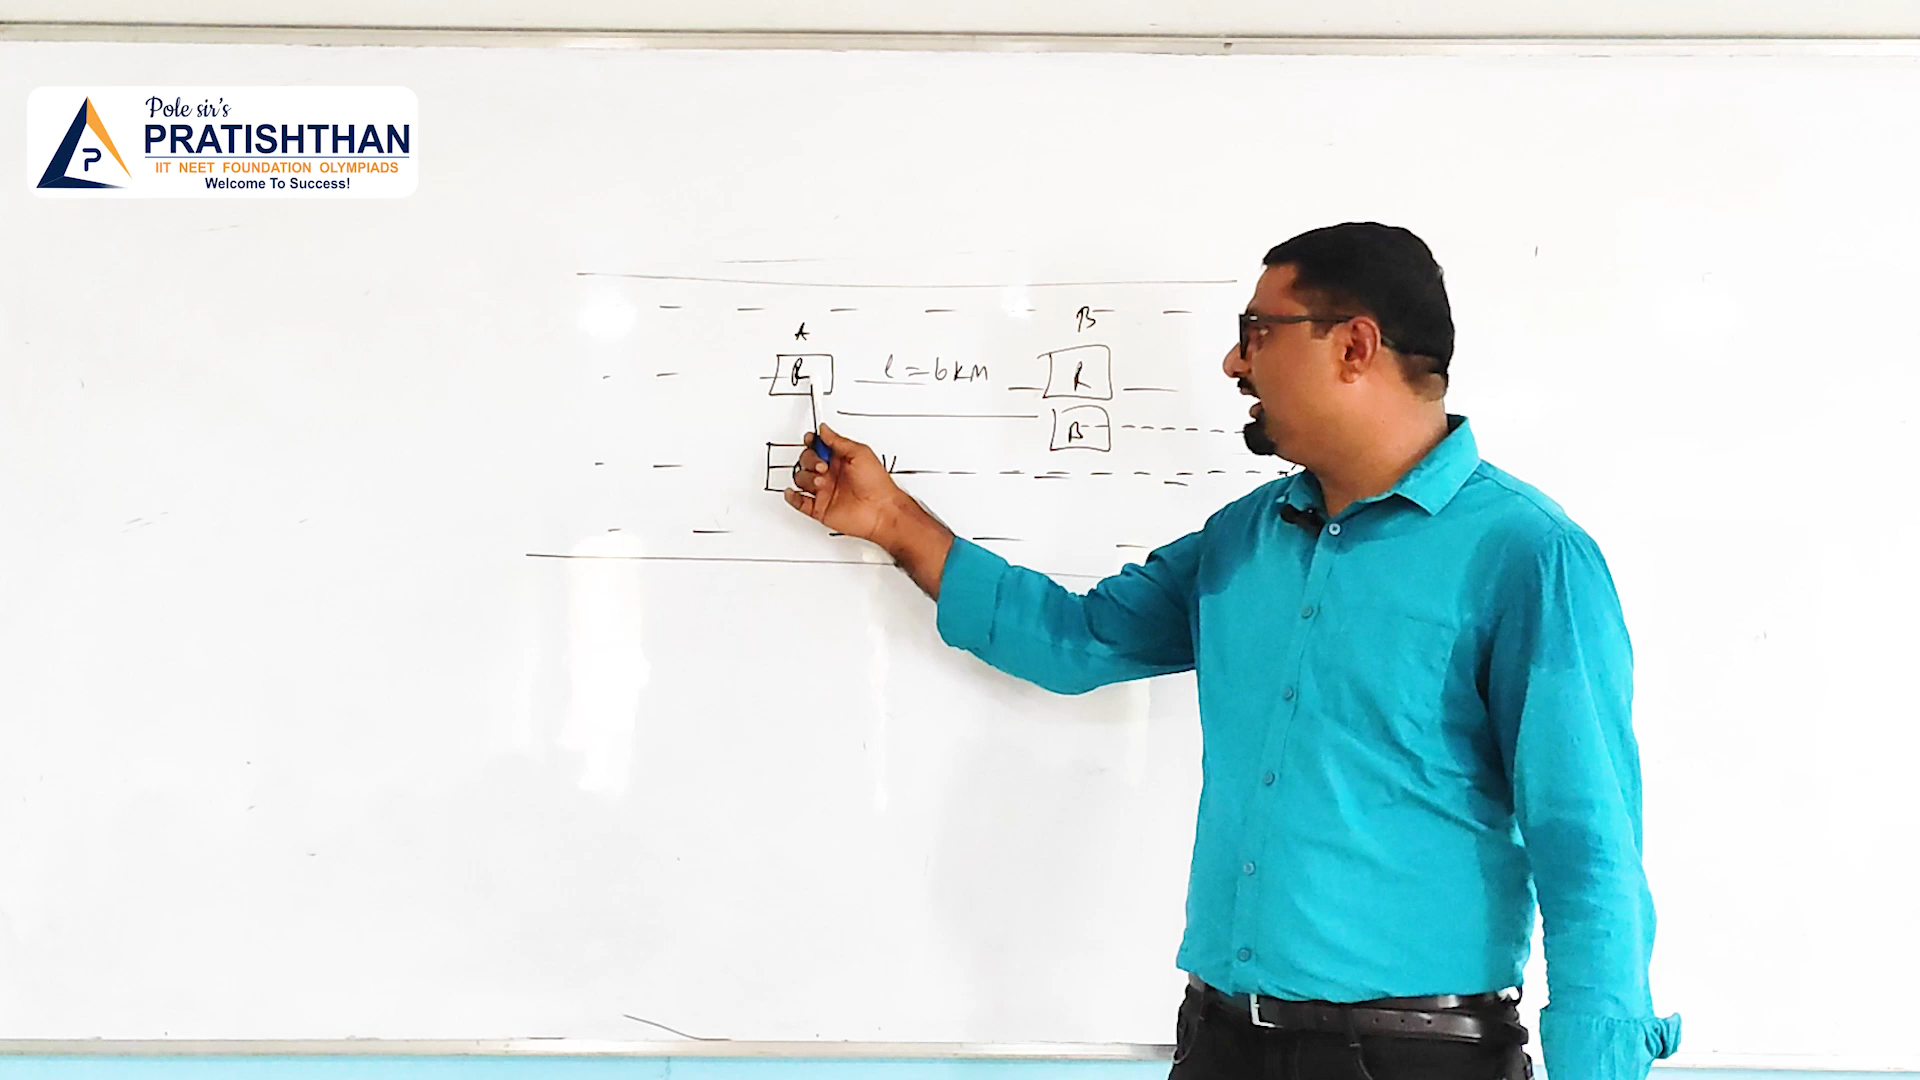 Pole sir's
PRATISHTHAN
IIT NEET FOUNDATION OLYMPIADS
Welcome To Success!
P
A
B
R
l = 6 KM
R
B